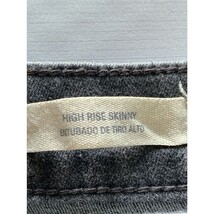 HIGH RISE SKINNY
ENTUBADO DE TIRO ALTO